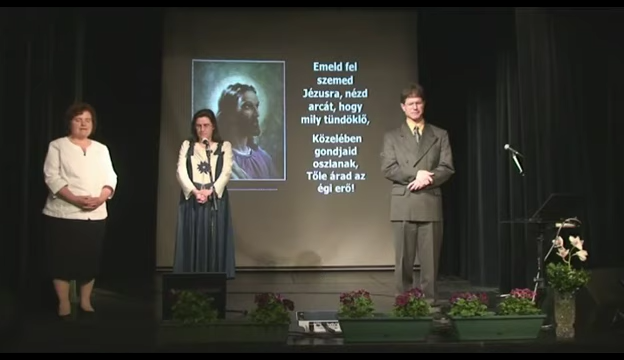 Emeld fel
szemed
Jézusra, nézd
arcát, hogy
mily tündöklő,
Közelében
gondjaid
oszlanak,
Tőle árad az
égi erő!